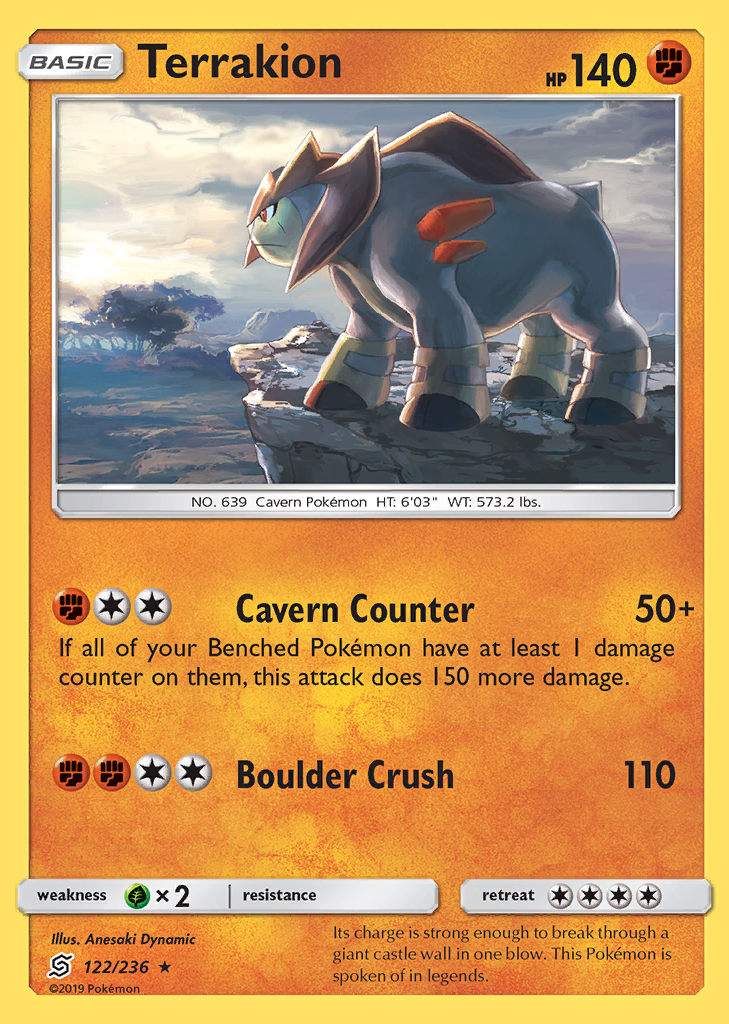 BASIC Terrakion HP 140
NO. 639 Cavern Pokémon HT: 6'03" WT: 573.2 lbs.
Cavern Counter 50+
If all of your Benched Pokémon have at least 1 damage
counter on them, this attack does 150 more damage.
Boulder Crush 110
weakness × 2 resistance retreat
Illus. Anesaki Dynamic
122/236 ★
©2019 Pokémon
Its charge is strong enough to break through a
giant castle wall in one blow. This Pokémon is
spoken of in legends.